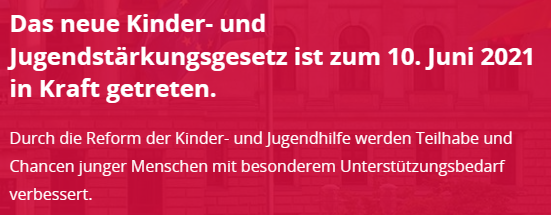 Das neue Kinder- und
Jugendstärkungsgesetz ist zum 10. Juni 2021
in Kraft getreten.
Durch die Reform der Kinder- und Jugendhilfe werden Teilhabe und
Chancen junger Menschen mit besonderem Unterstützungsbedarf
verbessert.